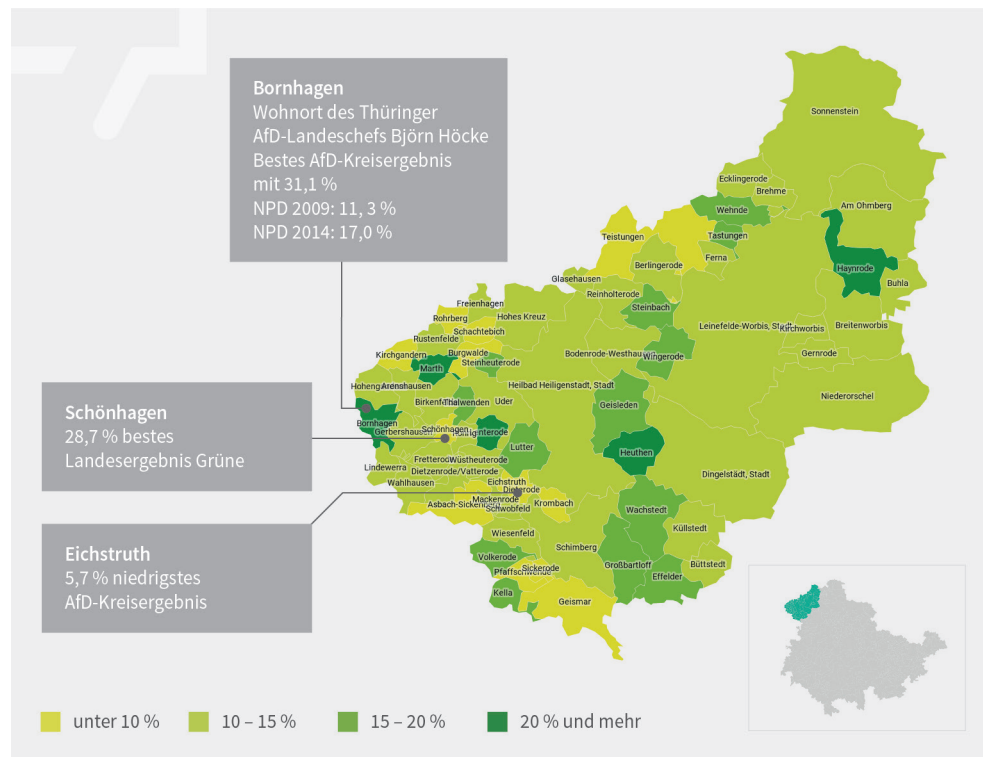 Bornhagen
Wohnort des Thüringer
AfD-Landeschefs Björn Höcke
Bestes AfD-Kreisergebnis
mit 31,1 %
NPD 2009: 11, 3 %
NPD 2014: 17,0 %
Schönhagen
28,7 % bestes
Landesergebnis Grüne
Eichstruth
5,7 % niedrigstes
AfD-Kreisergebnis
Sonnenstein
Ecklingerode
Brehme
Am Ohmberg
Wehnde
Teistungen
Tastungen
Ferna
Berlingerode
Haynrode
Glasehausen
Buhla
Reinholterode
Freienhagen
Steinbach
Rohrberg
Hohes Kreuz
Leinefelde-Worbis, Stadt
Kirchworbis
Breitenworbis
Schachtebich
Rustenfelde
Kirchgandern
Burgwalde
Bodenrode-Westhausen
Wingerode
Gernrode
Steinheuterode
Marth
Arenshausen
Heilbad Heiligenstadt, Stadt
Niederorschel
Birkenfelde
Thalwenden
Uder
Geisleden
Bornhagen
Gerbershausen
Schönhagen
Lutter
Heuthen
Fretterode
Wüstheuterode
Lindewerra
Dietzenrode/Vatterode
Dingelstädt, Stadt
Wahlhausen
Eichstruth
Dieterode
Mackenrode
Krombach
Asbach-Sickenberg
Schwobfeld
Wachstedt
Küllstedt
Wiesenfeld
Schimberg
Volkerode
Sickerode
Großbartloff
Büttstedt
Pfaffschwende
Effelder
Kella
Geismar
unter 10 %
10 – 15 %
15 – 20 %
20 % und mehr